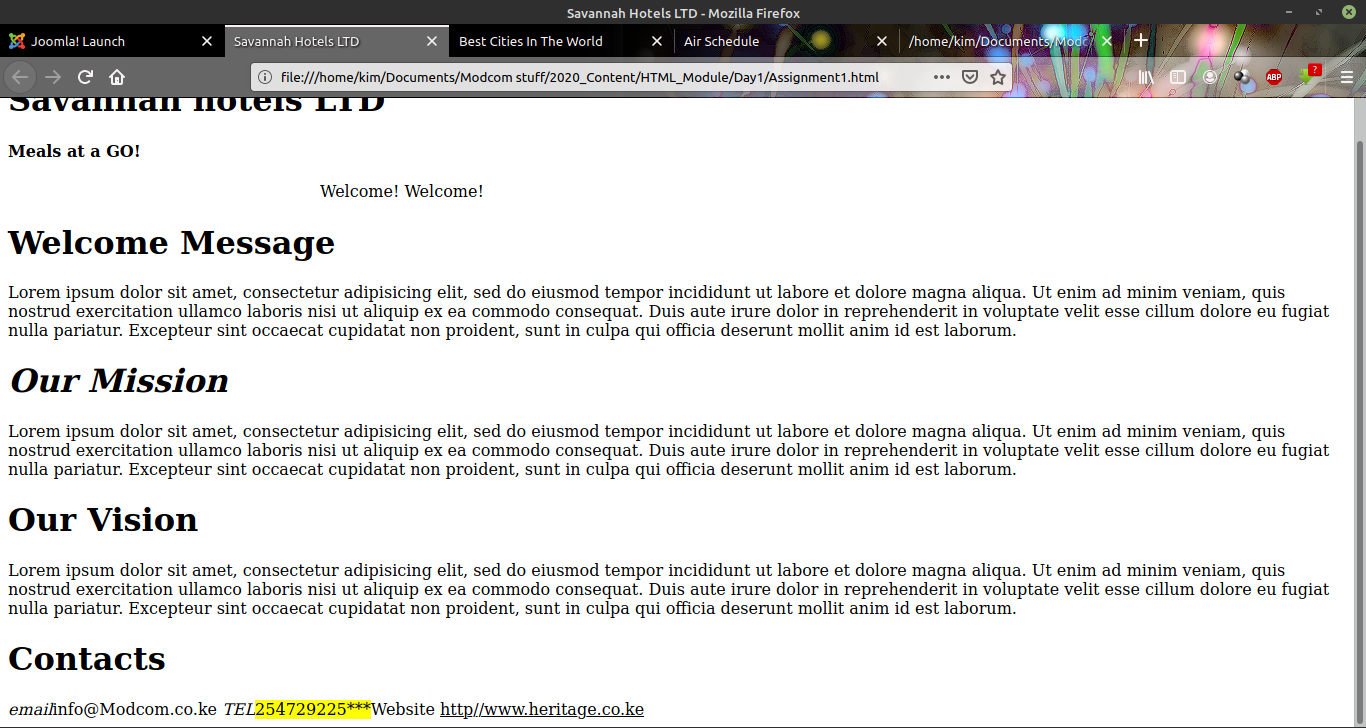 Savannah Hotels LTD - Mozilla Firefox
Joomla! Launch
Savannah Hotels LTD
Best Cities In The World
Air Schedule
/home/kim/Documents/Modc
file:///home/kim/Documents/Modcom stuff/2020_Content/HTML_Module/Day1/Assignment1.html
ABP
?
Savannah hotels LTD
Meals at a GO!
Welcome! Welcome!
Welcome Message
Lorem ipsum dolor sit amet, consectetur adipisicing elit, sed do eiusmod tempor incididunt ut labore et dolore magna aliqua. Ut enim ad minim veniam, quis
nostrud exercitation ullamco laboris nisi ut aliquip ex ea commodo consequat. Duis aute irure dolor in reprehenderit in voluptate velit esse cillum dolore eu fugiat
nulla pariatur. Excepteur sint occaecat cupidatat non proident, sunt in culpa qui officia deserunt mollit anim id est laborum.
Our Mission
Lorem ipsum dolor sit amet, consectetur adipisicing elit, sed do eiusmod tempor incididunt ut labore et dolore magna aliqua. Ut enim ad minim veniam, quis
nostrud exercitation ullamco laboris nisi ut aliquip ex ea commodo consequat. Duis aute irure dolor in reprehenderit in voluptate velit esse cillum dolore eu fugiat
nulla pariatur. Excepteur sint occaecat cupidatat non proident, sunt in culpa qui officia deserunt mollit anim id est laborum.
Our Vision
Lorem ipsum dolor sit amet, consectetur adipisicing elit, sed do eiusmod tempor incididunt ut labore et dolore magna aliqua. Ut enim ad minim veniam, quis
nostrud exercitation ullamco laboris nisi ut aliquip ex ea commodo consequat. Duis aute irure dolor in reprehenderit in voluptate velit esse cillum dolore eu fugiat
nulla pariatur. Excepteur sint occaecat cupidatat non proident, sunt in culpa qui officia deserunt mollit anim id est laborum.
Contacts
emailinfo@Modcom.co.ke TEL254729225***Website http//www.heritage.co.ke